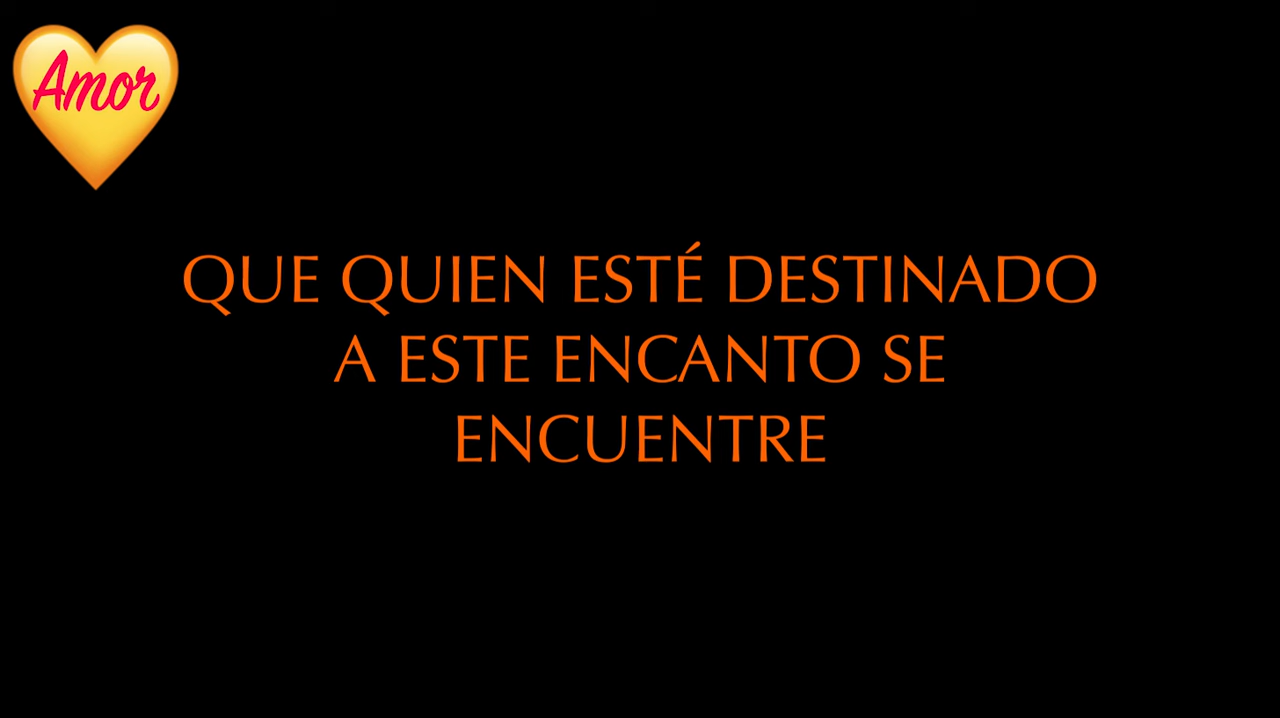 Amor
QUE QUIEN ESTÉ DESTINADO
A ESTE ENCANTO SE
ENCUENTRE